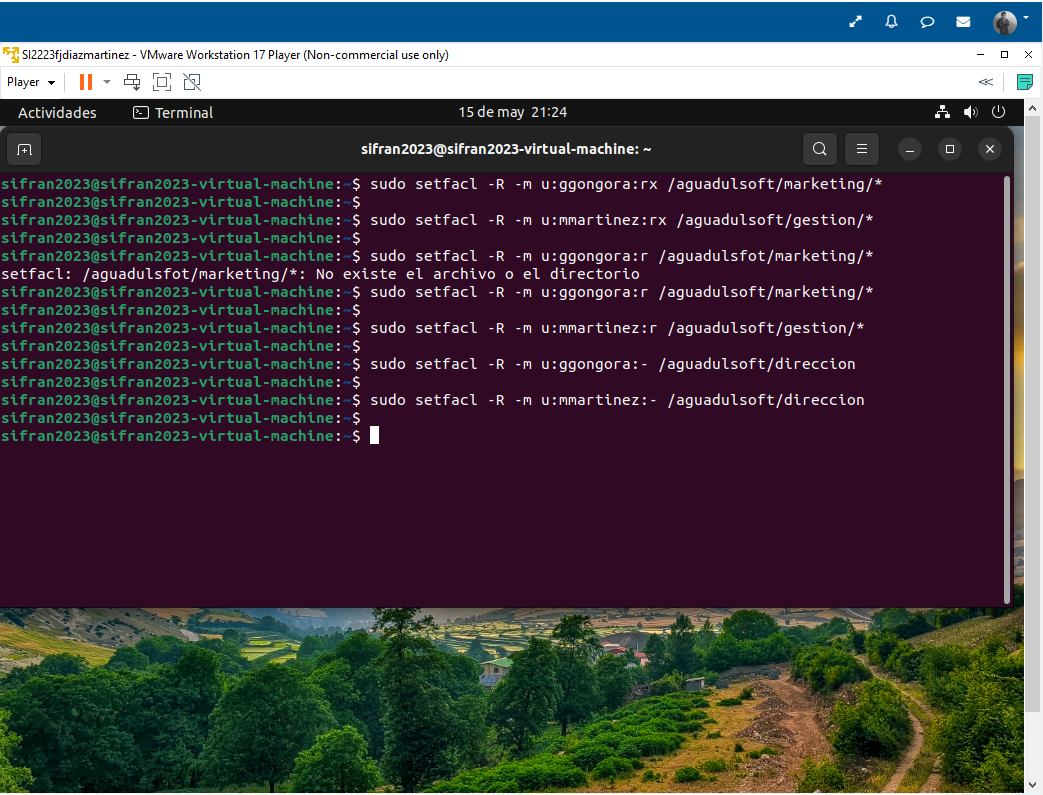 SI2223fjdiazmartinez - VMware Workstation 17 Player (Non-commercial use only)
Player
Actividades
Terminal
15 de may 21:24
sifran2023@sifran2023-virtual-machine: ~
sifran2023@sifran2023-virtual-machine:~$ sudo setfacl -R -m u:ggongora:rx /aguadulsoft/marketing/*
sifran2023@sifran2023-virtual-machine:~$
sifran2023@sifran2023-virtual-machine:~$ sudo setfacl -R -m u:mmartinez:rx /aguadulsoft/gestion/*
sifran2023@sifran2023-virtual-machine:~$
sifran2023@sifran2023-virtual-machine:~$ sudo setfacl -R -m u:ggongora:r /aguadulsfot/marketing/*
setfacl: /aguadulsfot/marketing/*: No existe el archivo o el directorio
sifran2023@sifran2023-virtual-machine:~$ sudo setfacl -R -m u:ggongora:r /aguadulsoft/marketing/*
sifran2023@sifran2023-virtual-machine:~$
sifran2023@sifran2023-virtual-machine:~$ sudo setfacl -R -m u:mmartinez:r /aguadulsoft/gestion/*
sifran2023@sifran2023-virtual-machine:~$
sifran2023@sifran2023-virtual-machine:~$ sudo setfacl -R -m u:ggongora:- /aguadulsoft/direccion
sifran2023@sifran2023-virtual-machine:~$
sifran2023@sifran2023-virtual-machine:~$ sudo setfacl -R -m u:mmartinez:- /aguadulsoft/direccion
sifran2023@sifran2023-virtual-machine:~$
sifran2023@sifran2023-virtual-machine:~$